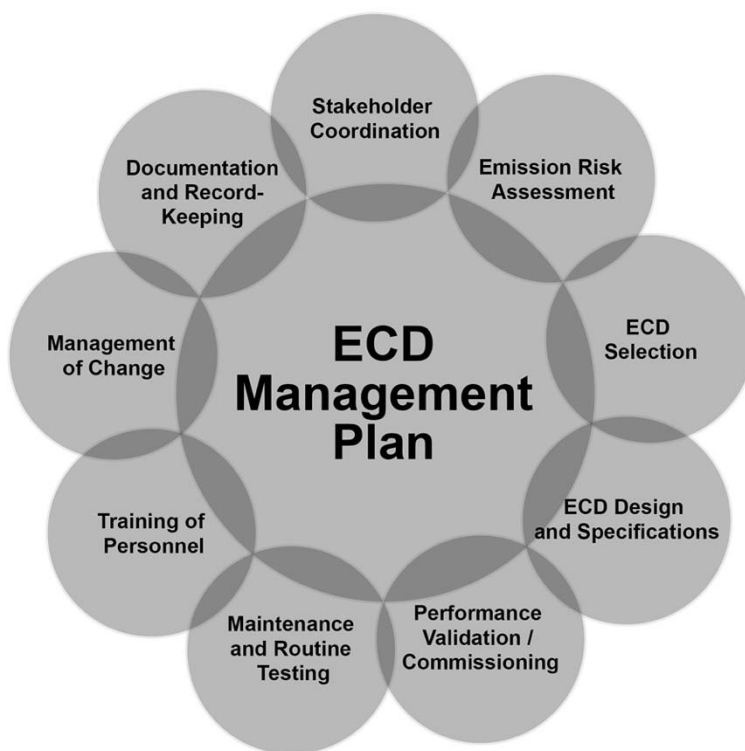 Stakeholder
Coordination
Emission Risk
Assessment
ECD
Selection
ECD Design
and Specifications
Performance
Validation /
Commissioning
Maintenance
and Routine
Testing
Training of
Personnel
Management
of Change
Documentation
and Record-
Keeping
ECD
Management
Plan